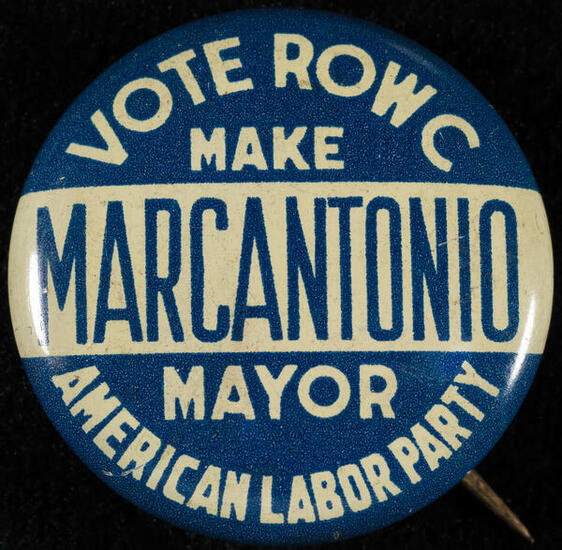 VOTE ROW C
MAKE
MARCANTONIO
MAYOR
AMERICAN LABOR PARTY